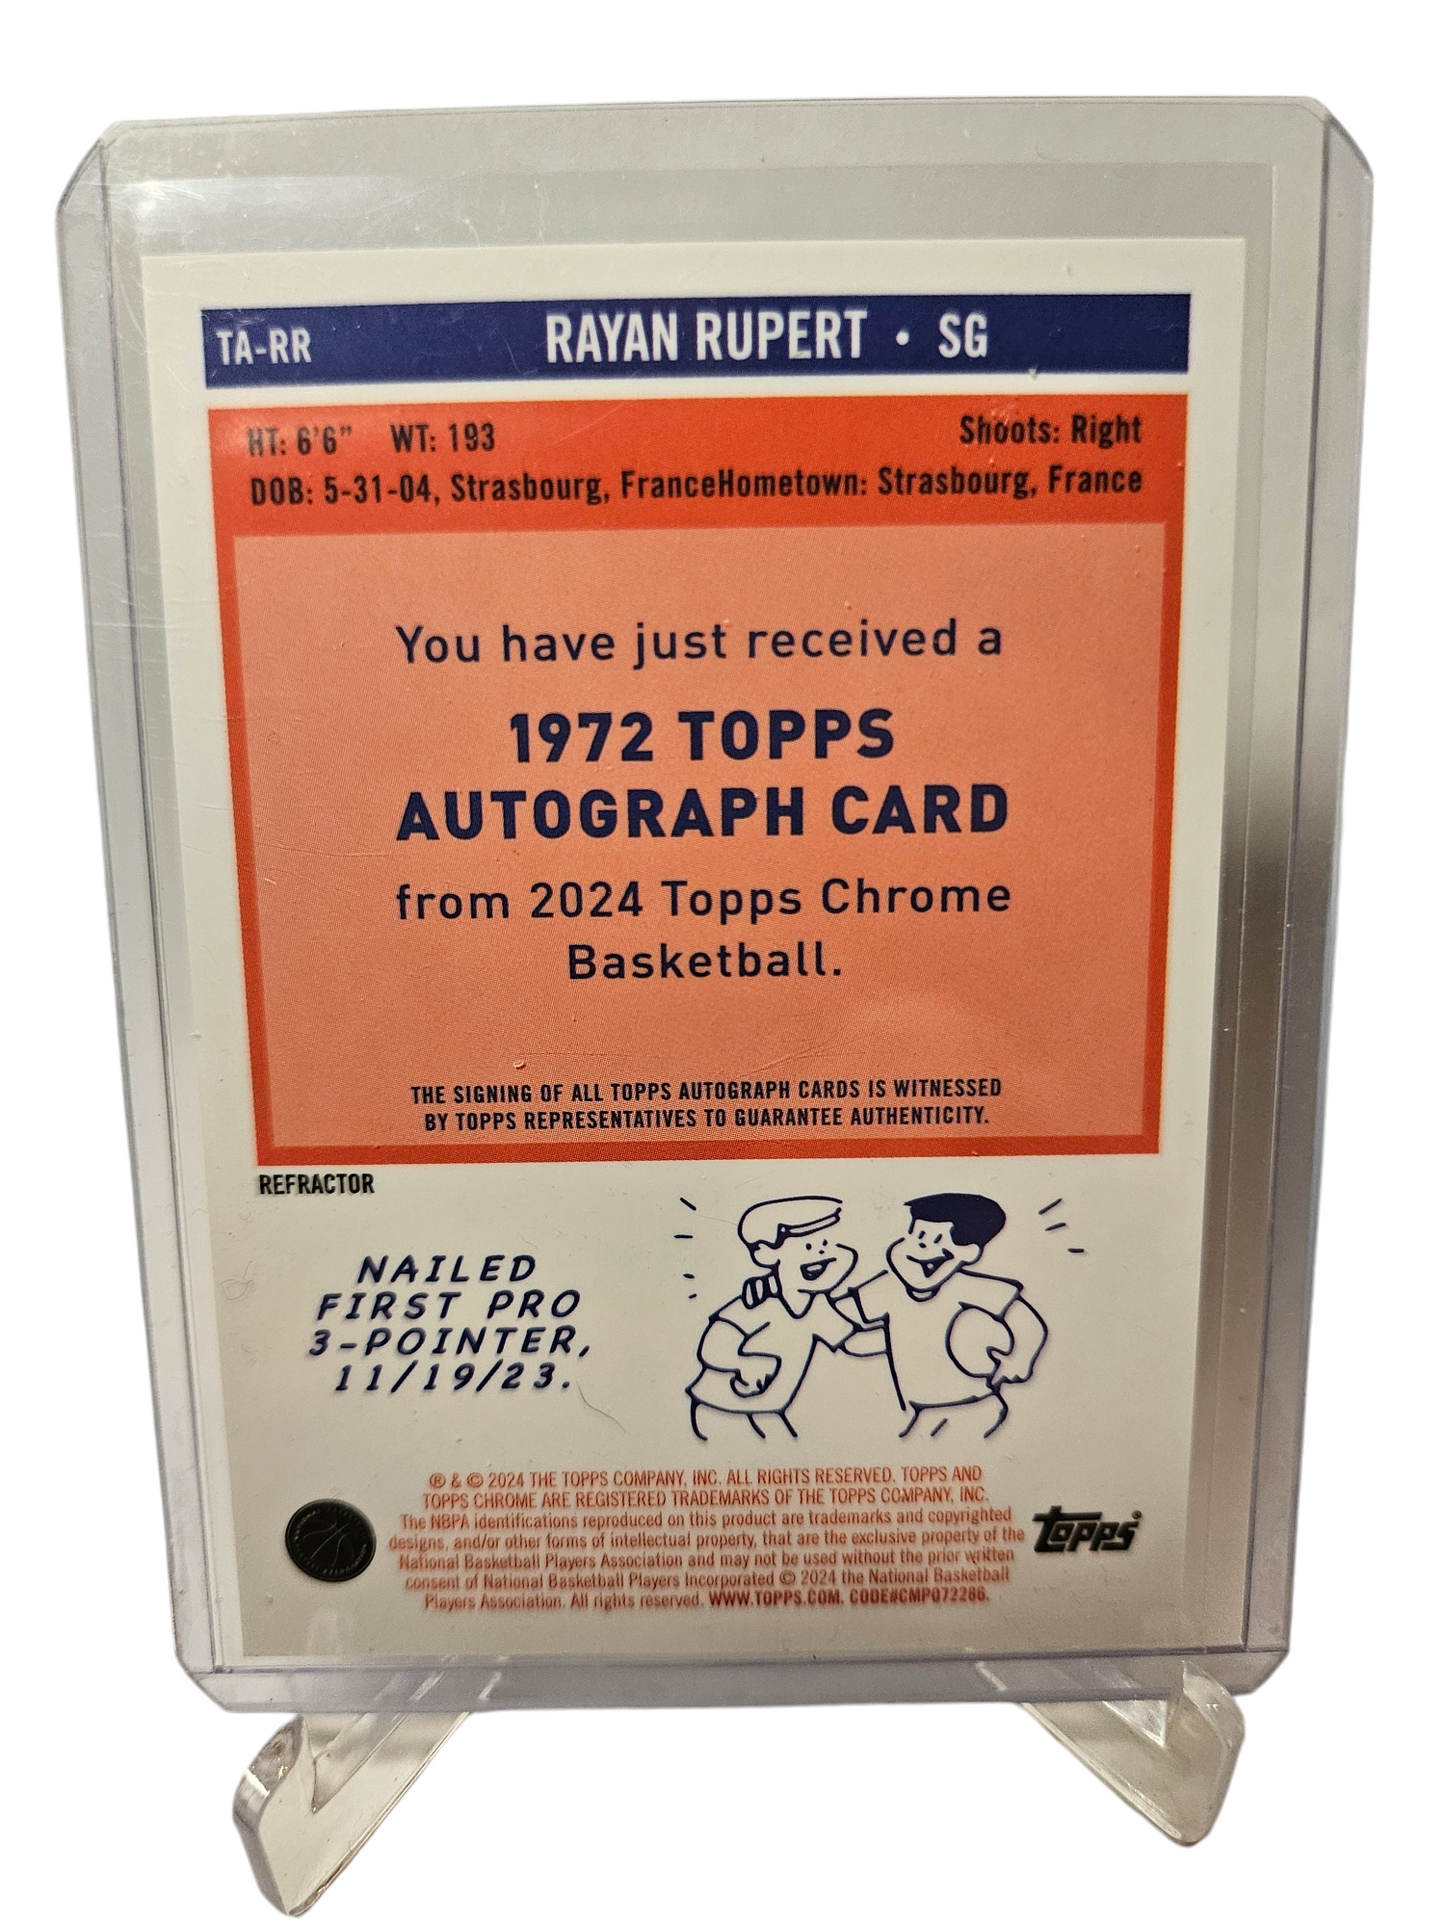 TA-RR RAYAN RUPERT • SG
HT: 6'6" WT: 193 Shoots: Right
DOB: 5-31-04, Strasbourg, FranceHometown: Strasbourg, France
You have just received a
1972 TOPPS
AUTOGRAPH CARD
from 2024 Topps Chrome
Basketball.
THE SIGNING OF ALL TOPPS AUTOGRAPH CARDS IS WITNESSED
BY TOPPS REPRESENTATIVES TO GUARANTEE AUTHENTICITY.
REFRACTOR
NAILED
FIRST PRO
3-POINTER,
11/19/23.
® & © 2024 THE TOPPS COMPANY, INC. ALL RIGHTS RESERVED. TOPPS AND
TOPPS CHROME ARE REGISTERED TRADEMARKS OF THE TOPPS COMPANY, INC.
The NBPA identifications reproduced on this product are trademarks and copyrighted
designs, and/or other forms of intellectual property, that are the exclusive property of the
National Basketball Players Association and may not be used without the prior written
consent of National Basketball Players Incorporated © 2024 the National Basketball
Players Association. All rights reserved. WWW.TOPPS.COM. CODE#CMP072286.
topps®